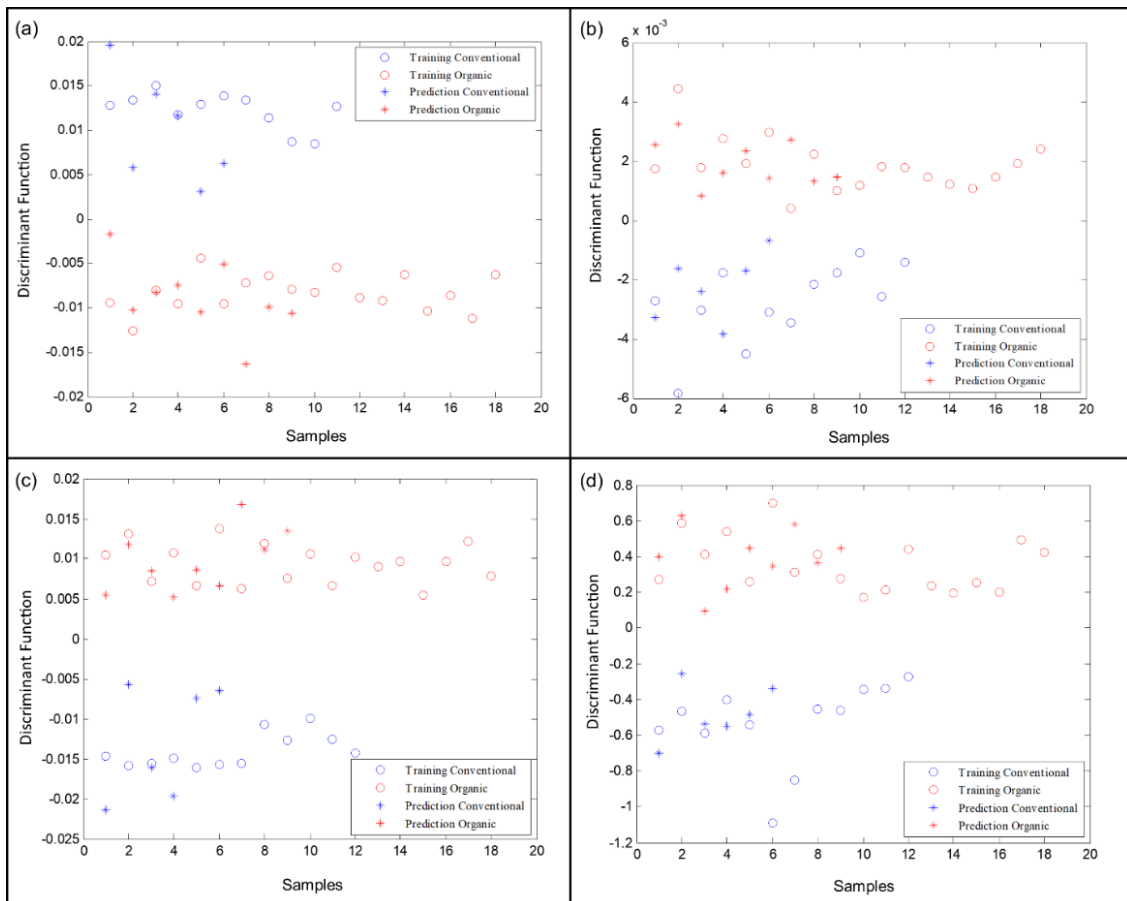 (a)
0.02
0.015
0.01
0.005
0
-0.005
-0.01
-0.015
-0.02
Discriminant Function
Training Conventional
Training Organic
Prediction Conventional
Prediction Organic
0 2 4 6 8 10 12 14 16 18 20
Samples
(b)
x 10⁻³
6
4
2
0
-2
-4
-6
Discriminant Function
Training Conventional
Training Organic
Prediction Conventional
Prediction Organic
0 2 4 6 8 10 12 14 16 18 20
Samples
(c)
0.02
0.015
0.01
0.005
0
-0.005
-0.01
-0.015
-0.02
-0.025
Discriminant Function
Training Conventional
Training Organic
Prediction Conventional
Prediction Organic
0 2 4 6 8 10 12 14 16 18 20
Samples
(d)
0.8
0.6
0.4
0.2
0
-0.2
-0.4
-0.6
-0.8
-1
-1.2
Discriminant Function
Training Conventional
Training Organic
Prediction Conventional
Prediction Organic
0 2 4 6 8 10 12 14 16 18 20
Samples